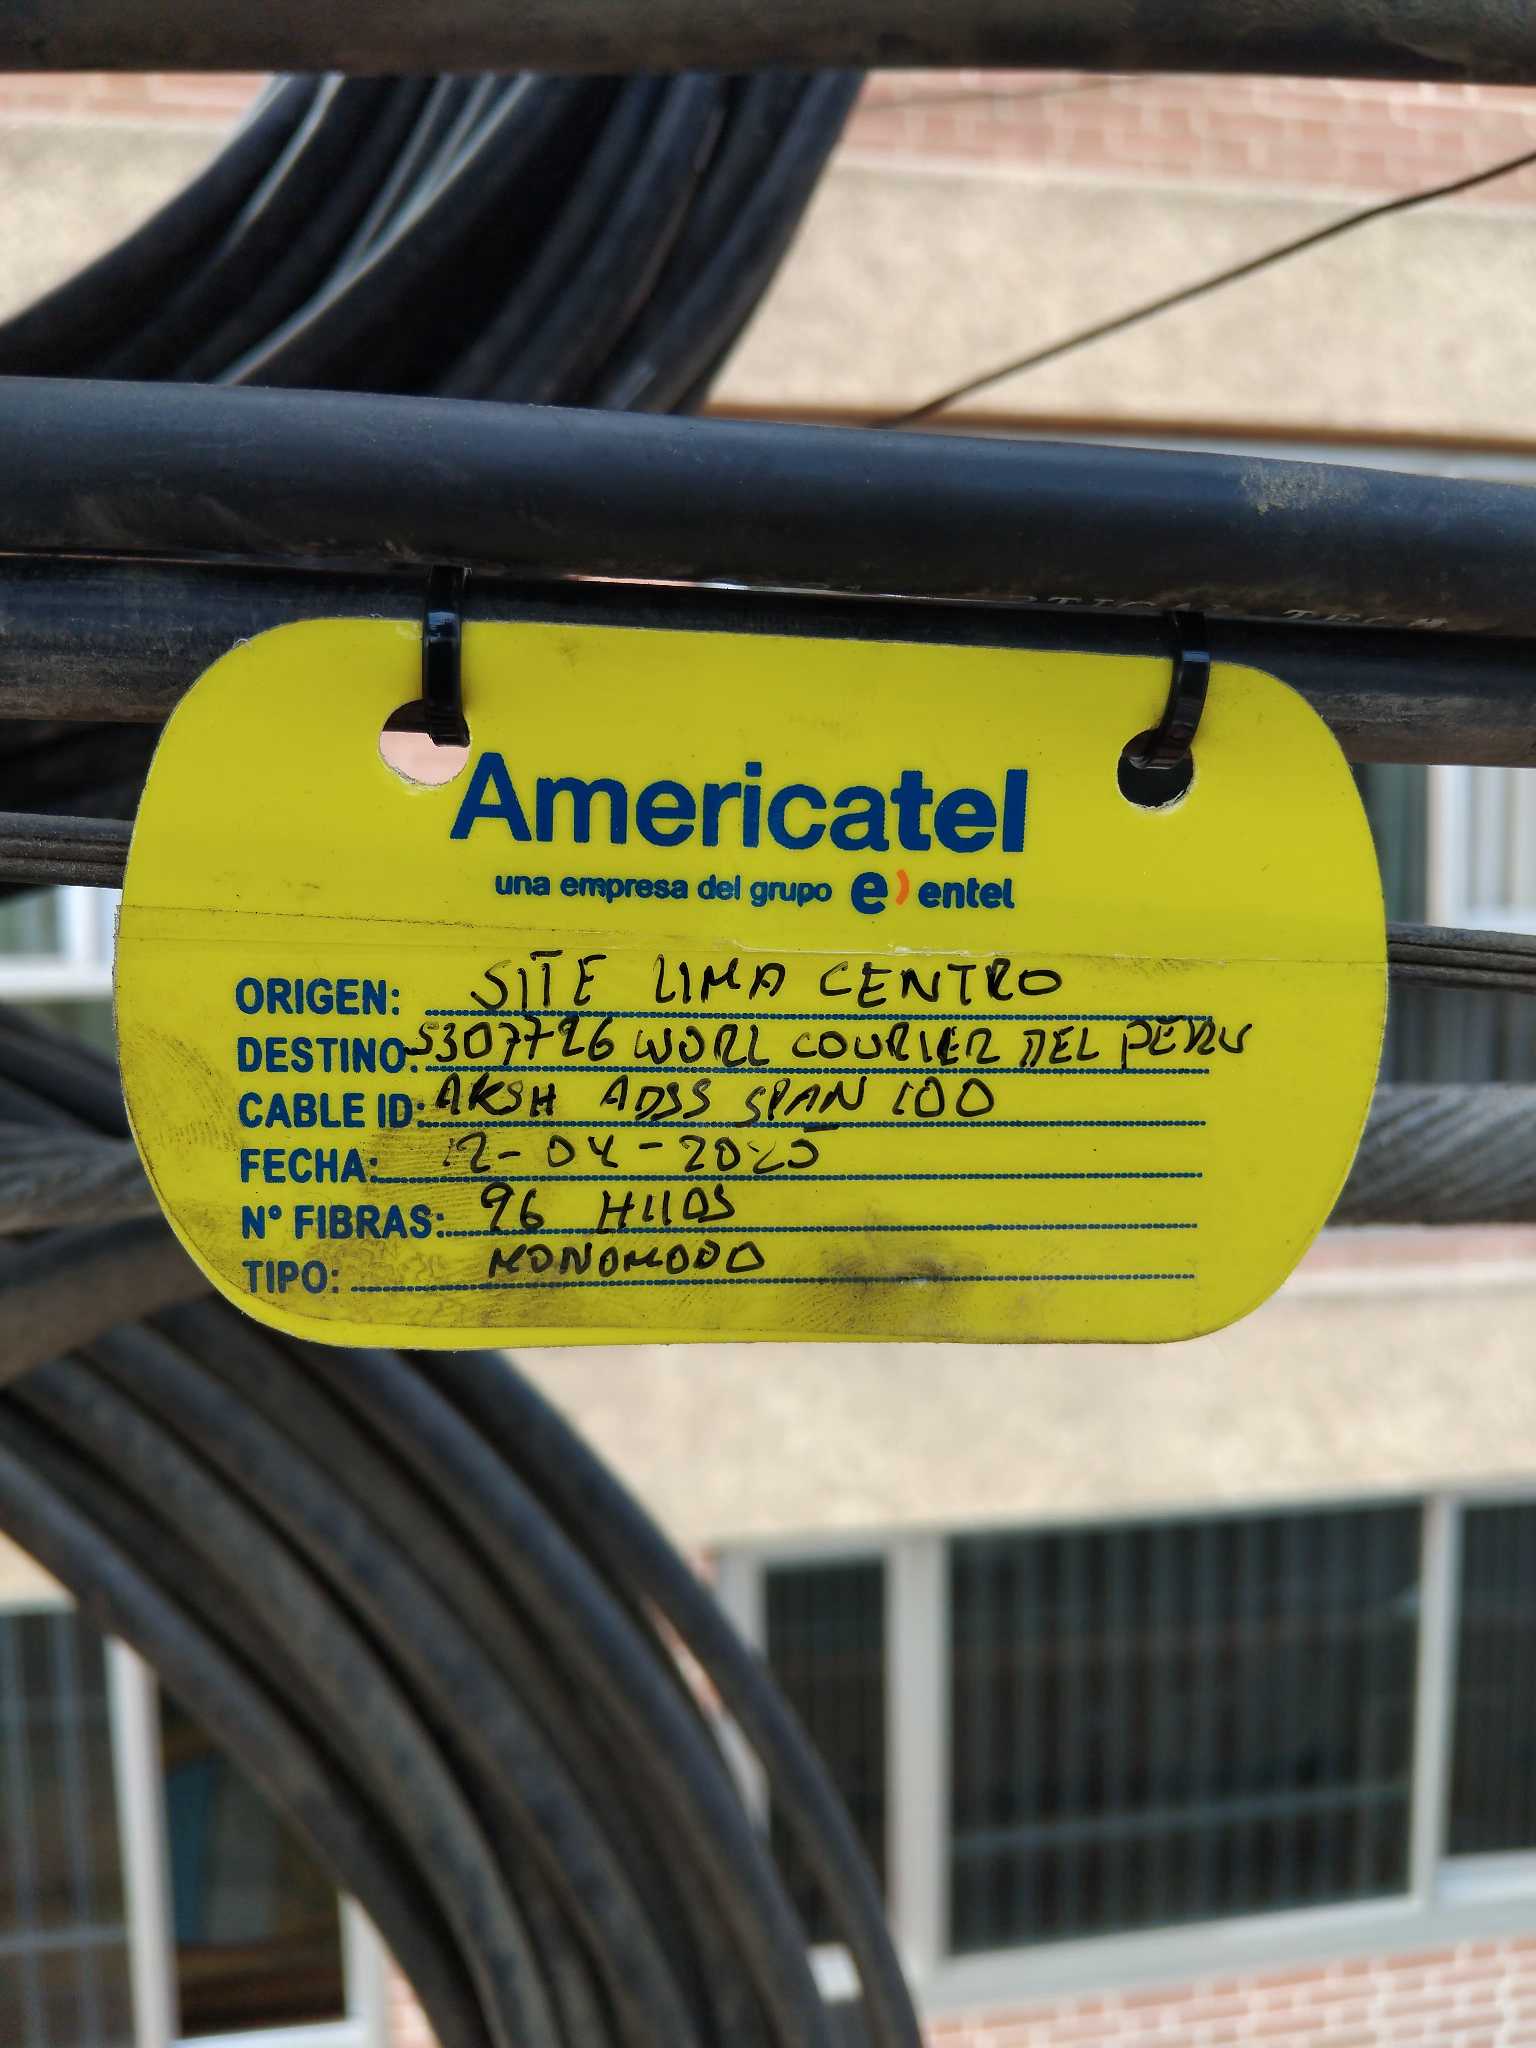 Americatel
una empresa del grupo e) entel
ORIGEN: SITE LIMA CENTRO
DESTINO: 5307726 WORL COURIER DEL PERU
CABLE ID: AKSH ADSS SPAN 100
FECHA: 12-04-2025
N° FIBRAS: 96 HILOS
TIPO: MONOMODO